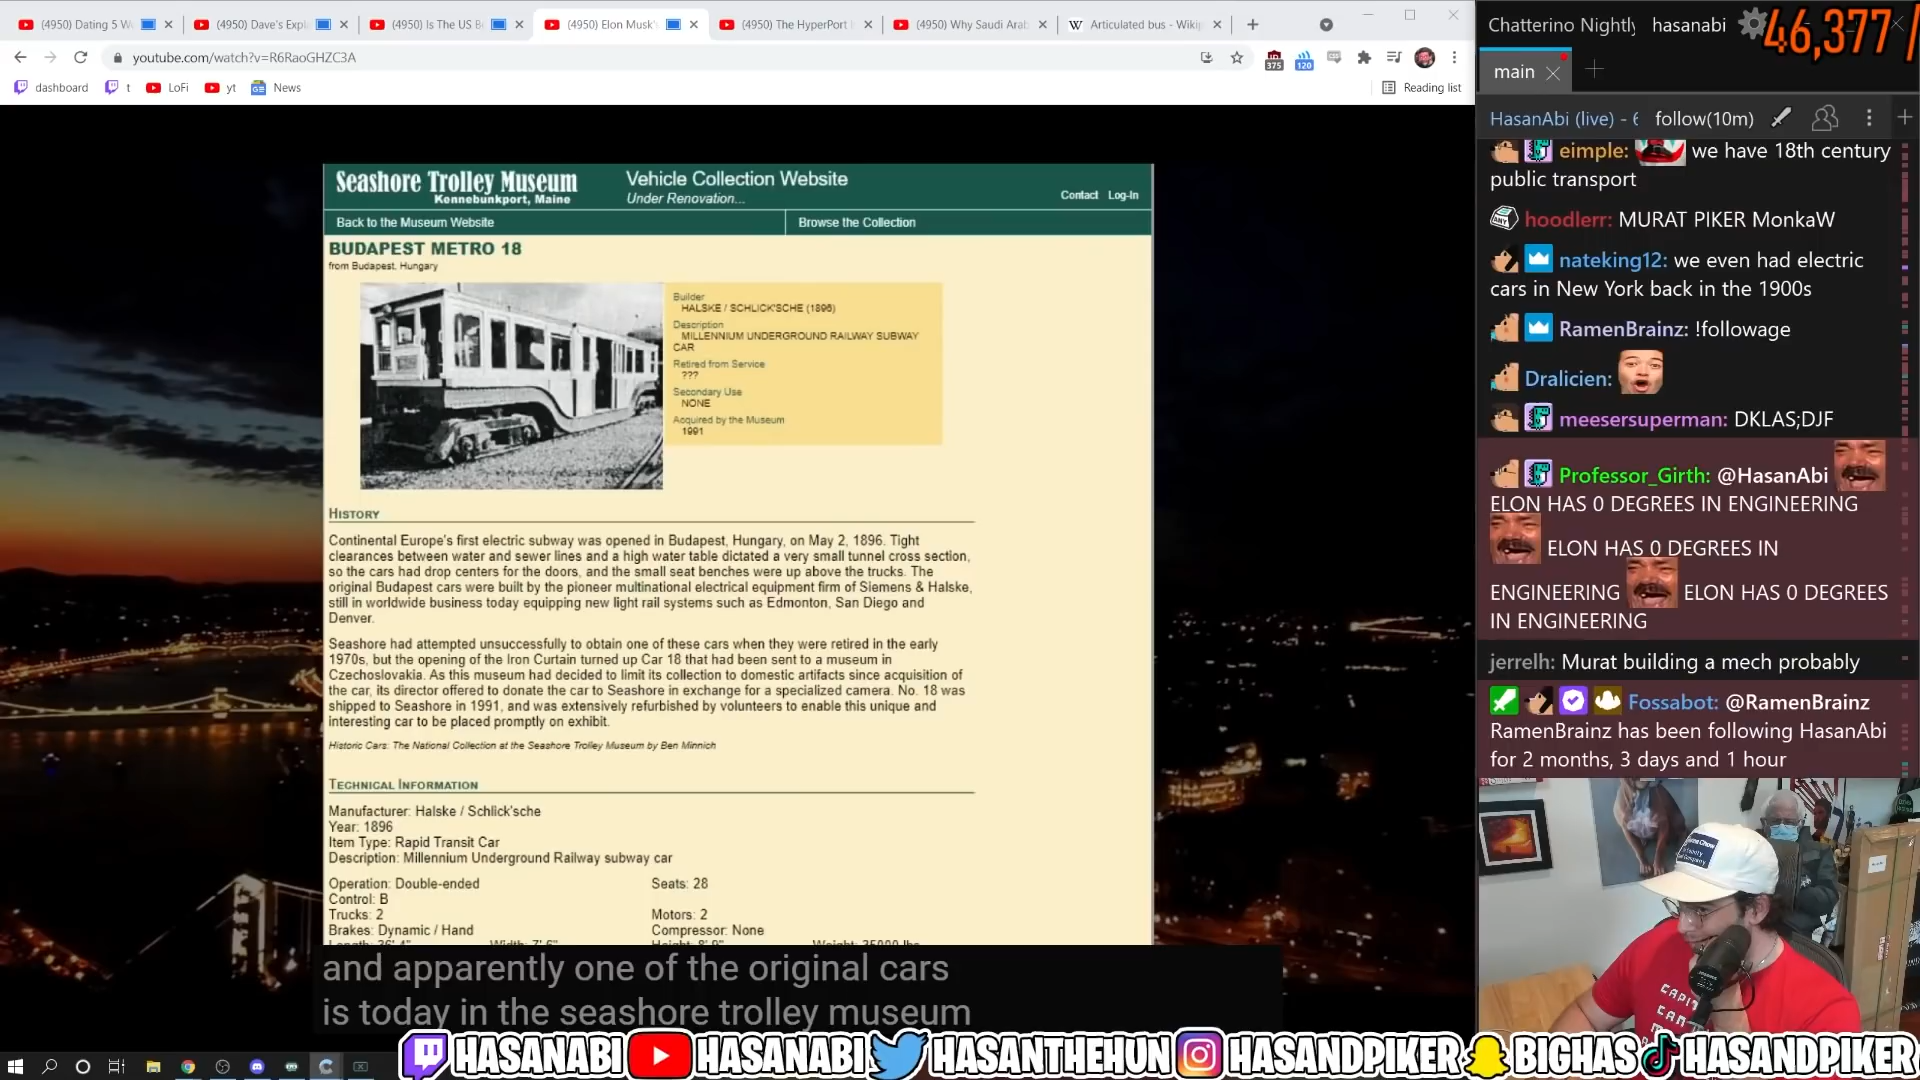 (4950) Dating 5 W
(4950) Dave's Expl
(4950) Is The US B
(4950) Elon Musk'
(4950) The HyperPort
(4950) Why Saudi Arab
Articulated bus - Wikip
youtube.com/watch?v=R6RaoGHZC3A
375
120
dashboard
t
LoFi
yt
News
Reading list
Seashore Trolley Museum
Kennebunkport, Maine
Vehicle Collection Website
Under Renovation...
Contact Log-In
Back to the Museum Website
Browse the Collection
BUDAPEST METRO 18
from Budapest, Hungary
Builder
HALSKE / SCHLICK'SCHE (1896)
Description
MILLENNIUM UNDERGROUND RAILWAY SUBWAY
CAR
Retired from Service
???
Secondary Use
NONE
Acquired by the Museum
1991
HISTORY
Continental Europe's first electric subway was opened in Budapest, Hungary, on May 2, 1896. Tight
clearances between water and sewer lines and a high water table dictated a very small tunnel cross section,
so the cars had drop centers for the doors, and the small seat benches were up above the trucks. The
original Budapest cars were built by the pioneer multinational electrical equipment firm of Siemens & Halske,
still in worldwide business today equipping new light rail systems such as Edmonton, San Diego and
Denver.
Seashore had attempted unsuccessfully to obtain one of these cars when they were retired in the early
1970s, but the opening of the Iron Curtain turned up Car 18 that had been sent to a museum in
Czechoslovakia. As this museum had decided to limit its collection to domestic artifacts since acquisition of
the car, its director offered to donate the car to Seashore in exchange for a specialized camera. No. 18 was
shipped to Seashore in 1991, and was extensively refurbished by volunteers to enable this unique and
interesting car to be placed promptly on exhibit.
Historic Cars: The National Collection at the Seashore Trolley Museum by Ben Minnich
TECHNICAL INFORMATION
Manufacturer: Halske / Schlick'sche
Year: 1896
Item Type: Rapid Transit Car
Description: Millennium Underground Railway subway car
Operation: Double-ended Seats: 28
Control: B
Trucks: 2 Motors: 2
Brakes: Dynamic / Hand Compressor: None
Length: 36' 4" Width: 7' 6" Height: 8' 9" Weight: 35000 lbs
and apparently one of the original cars
is today in the seashore trolley museum
Chatterino Nightly
hasanabi
46,377 /
main
HasanAbi (live) - 6
follow(10m)
eimple: we have 18th century
public transport
hoodlerr: MURAT PIKER MonkaW
nateking12: we even had electric
cars in New York back in the 1900s
RamenBrainz: !followage
Dralicien:
meesersuperman: DKLAS;DJF
Professor_Girth: @HasanAbi
ELON HAS 0 DEGREES IN ENGINEERING
ELON HAS 0 DEGREES IN
ENGINEERING ELON HAS 0 DEGREES
IN ENGINEERING
jerrelh: Murat building a mech probably
Fossabot: @RamenBrainz
RamenBrainz has been following HasanAbi
for 2 months, 3 days and 1 hour
HASANABI HASANABI HASANTHEHUN HASANDPIKER BIGHAS HASANDPIKER